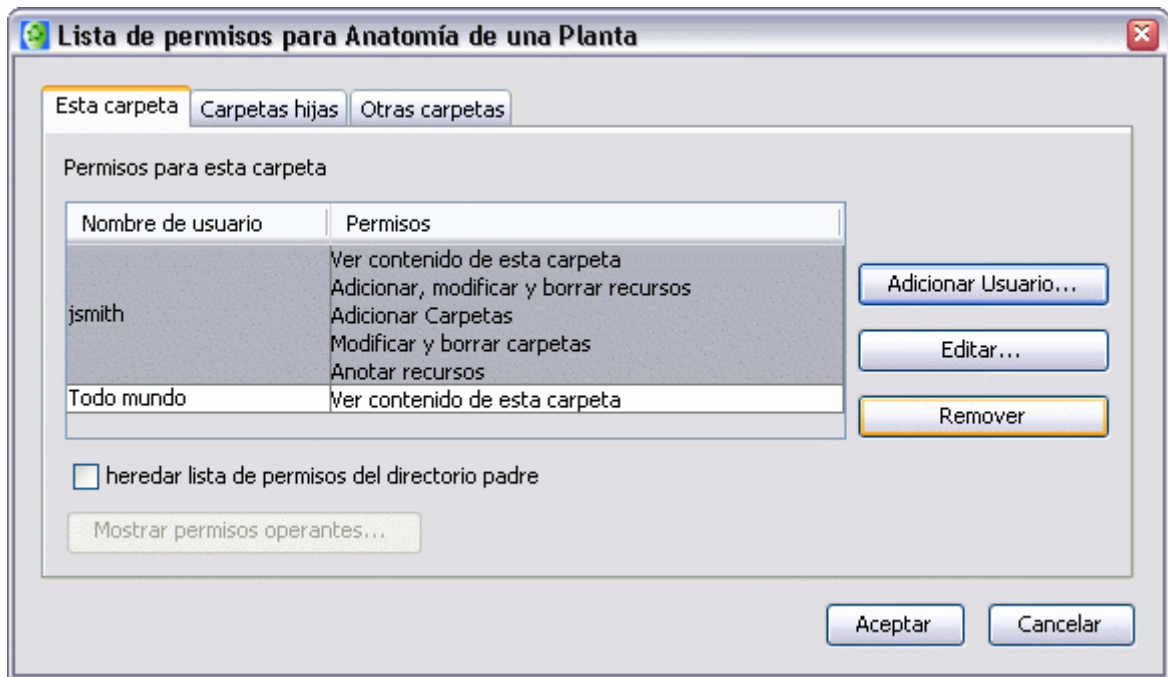 Lista de permisos para Anatomía de una Planta
Esta carpeta Carpetas hijas Otras carpetas
Permisos para esta carpeta
Nombre de usuario Permisos
Ver contenido de esta carpeta
Adicionar, modificar y borrar recursos
jsmith Adicionar Carpetas
Modificar y borrar carpetas
Anotar recursos
Todo mundo Ver contenido de esta carpeta
Adicionar Usuario...
Editar...
Remover
heredar lista de permisos del directorio padre
Mostrar permisos operantes...
Aceptar Cancelar